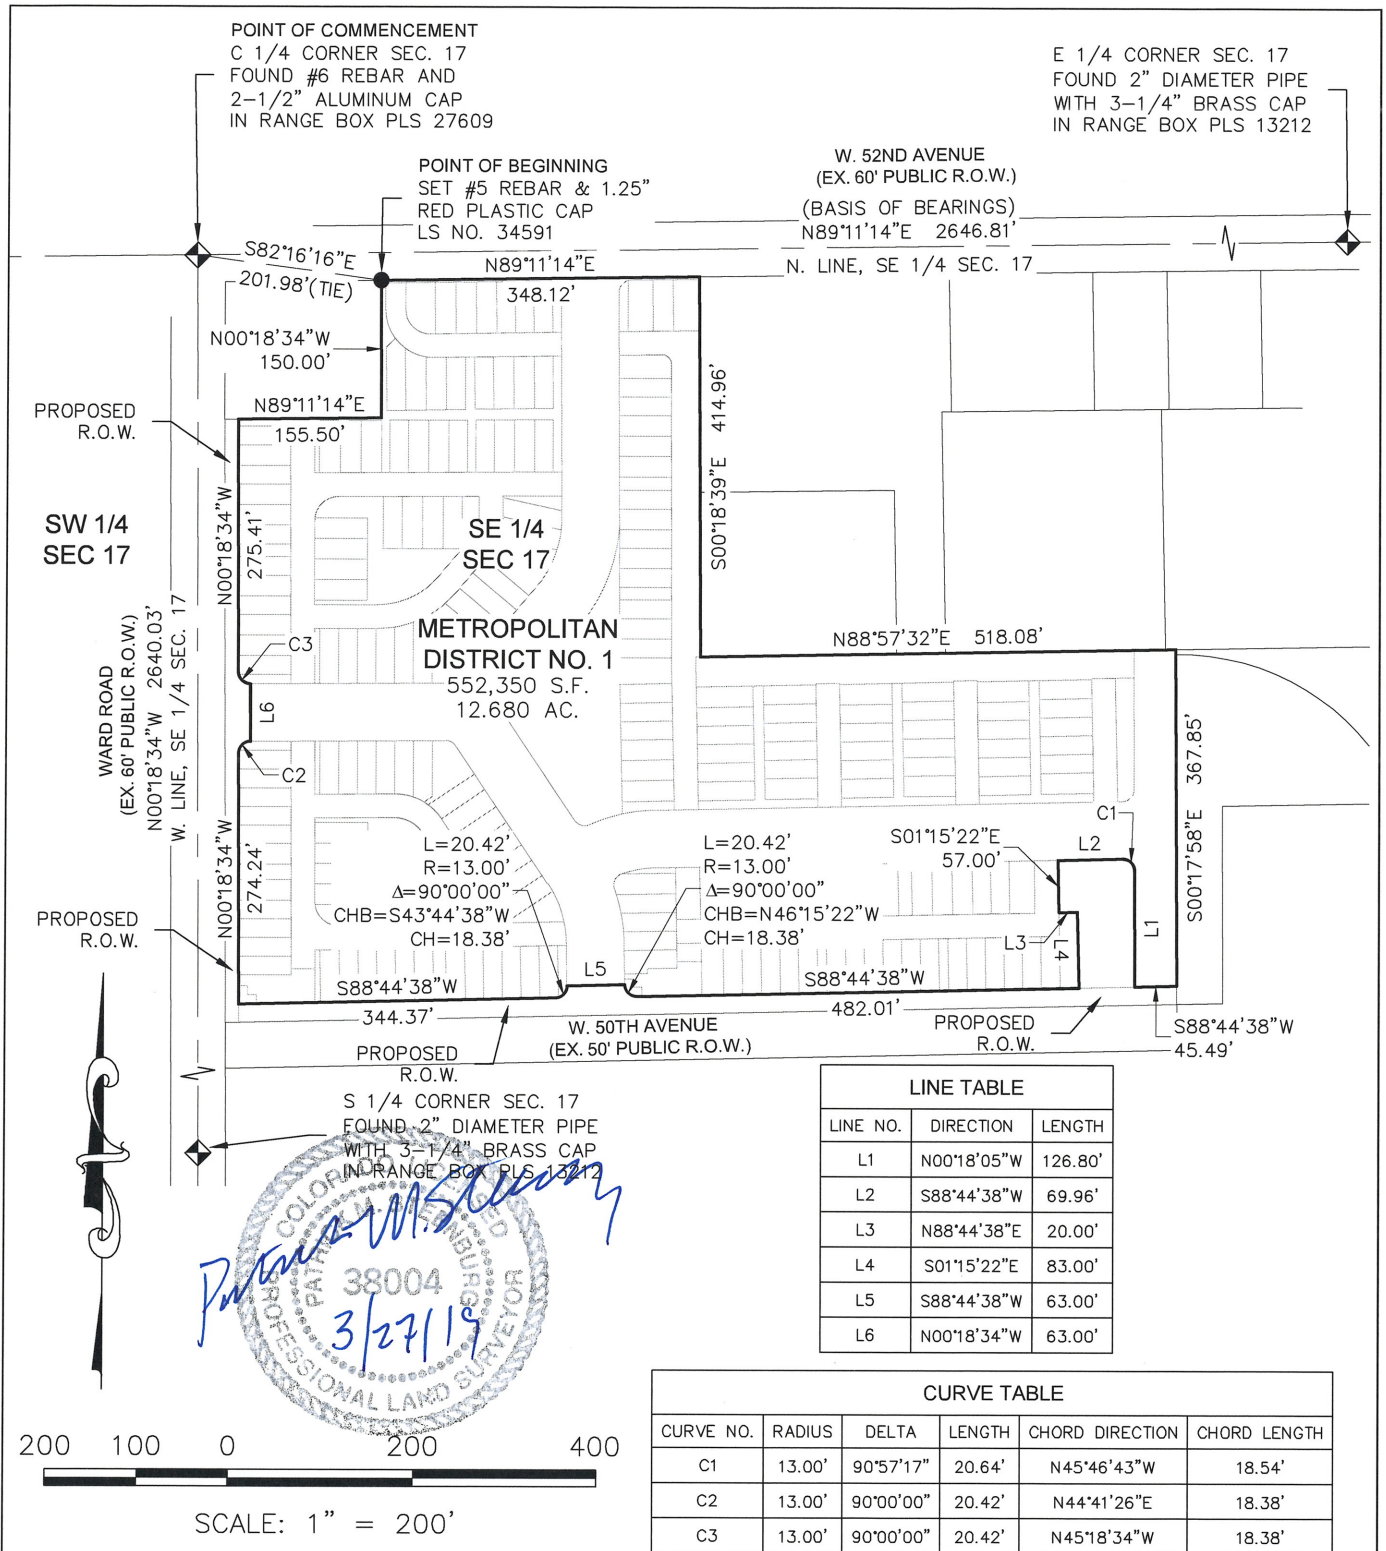 POINT OF COMMENCEMENT
C 1/4 CORNER SEC. 17
FOUND #6 REBAR AND
2-1/2" ALUMINUM CAP
IN RANGE BOX PLS 27609
E 1/4 CORNER SEC. 17
FOUND 2" DIAMETER PIPE
WITH 3-1/4" BRASS CAP
IN RANGE BOX PLS 13212
POINT OF BEGINNING
SET #5 REBAR & 1.25"
RED PLASTIC CAP
LS NO. 34591
W. 52ND AVENUE
(EX. 60' PUBLIC R.O.W.)
(BASIS OF BEARINGS)
N89°11'14"E 2646.81'
N. LINE, SE 1/4 SEC. 17
S82°16'16"E
201.98'(TIE)
N89°11'14"E
348.12'
N00°18'34"W
150.00'
N89°11'14"E
155.50'
PROPOSED
R.O.W.
SW 1/4
SEC 17
N00°18'34"W
275.41'
SE 1/4
SEC 17
S00°18'39"E 414.96'
METROPOLITAN
DISTRICT NO. 1
552,350 S.F.
12.680 AC.
N88°57'32"E 518.08'
WARD ROAD
(EX. 60' PUBLIC R.O.W.)
N00°18'34"W 2640.03'
W. LINE, SE 1/4 SEC. 17
C3
L6
C2
N00°18'34"W
274.24'
L=20.42'
R=13.00'
Δ=90°00'00"
CHB=S43°44'38"W
CH=18.38'
L=20.42'
R=13.00'
Δ=90°00'00"
CHB=N46°15'22"W
CH=18.38'
S01°15'22"E
57.00'
C1
L2
L3
L4
L1
S00°17'58"E 367.85'
PROPOSED
R.O.W.
S88°44'38"W
344.37'
L5
S88°44'38"W
482.01'
W. 50TH AVENUE
(EX. 50' PUBLIC R.O.W.)
PROPOSED
R.O.W.
PROPOSED
R.O.W.
S88°44'38"W
45.49'
S 1/4 CORNER SEC. 17
FOUND 2" DIAMETER PIPE
WITH 3-1/4" BRASS CAP
IN RANGE BOX PLS 13212
COLORADO LICENSED
PATRICK M. STEENBURG
38004
3/27/19
PROFESSIONAL LAND SURVEYOR
LINE TABLE
LINE NO. DIRECTION LENGTH
L1 N00°18'05"W 126.80'
L2 S88°44'38"W 69.96'
L3 N88°44'38"E 20.00'
L4 S01°15'22"E 83.00'
L5 S88°44'38"W 63.00'
L6 N00°18'34"W 63.00'
CURVE TABLE
CURVE NO. RADIUS DELTA LENGTH CHORD DIRECTION CHORD LENGTH
C1 13.00' 90°57'17" 20.64' N45°46'43"W 18.54'
C2 13.00' 90°00'00" 20.42' N44°41'26"E 18.38'
C3 13.00' 90°00'00" 20.42' N45°18'34"W 18.38'
200 100 0 200 400
SCALE: 1" = 200'